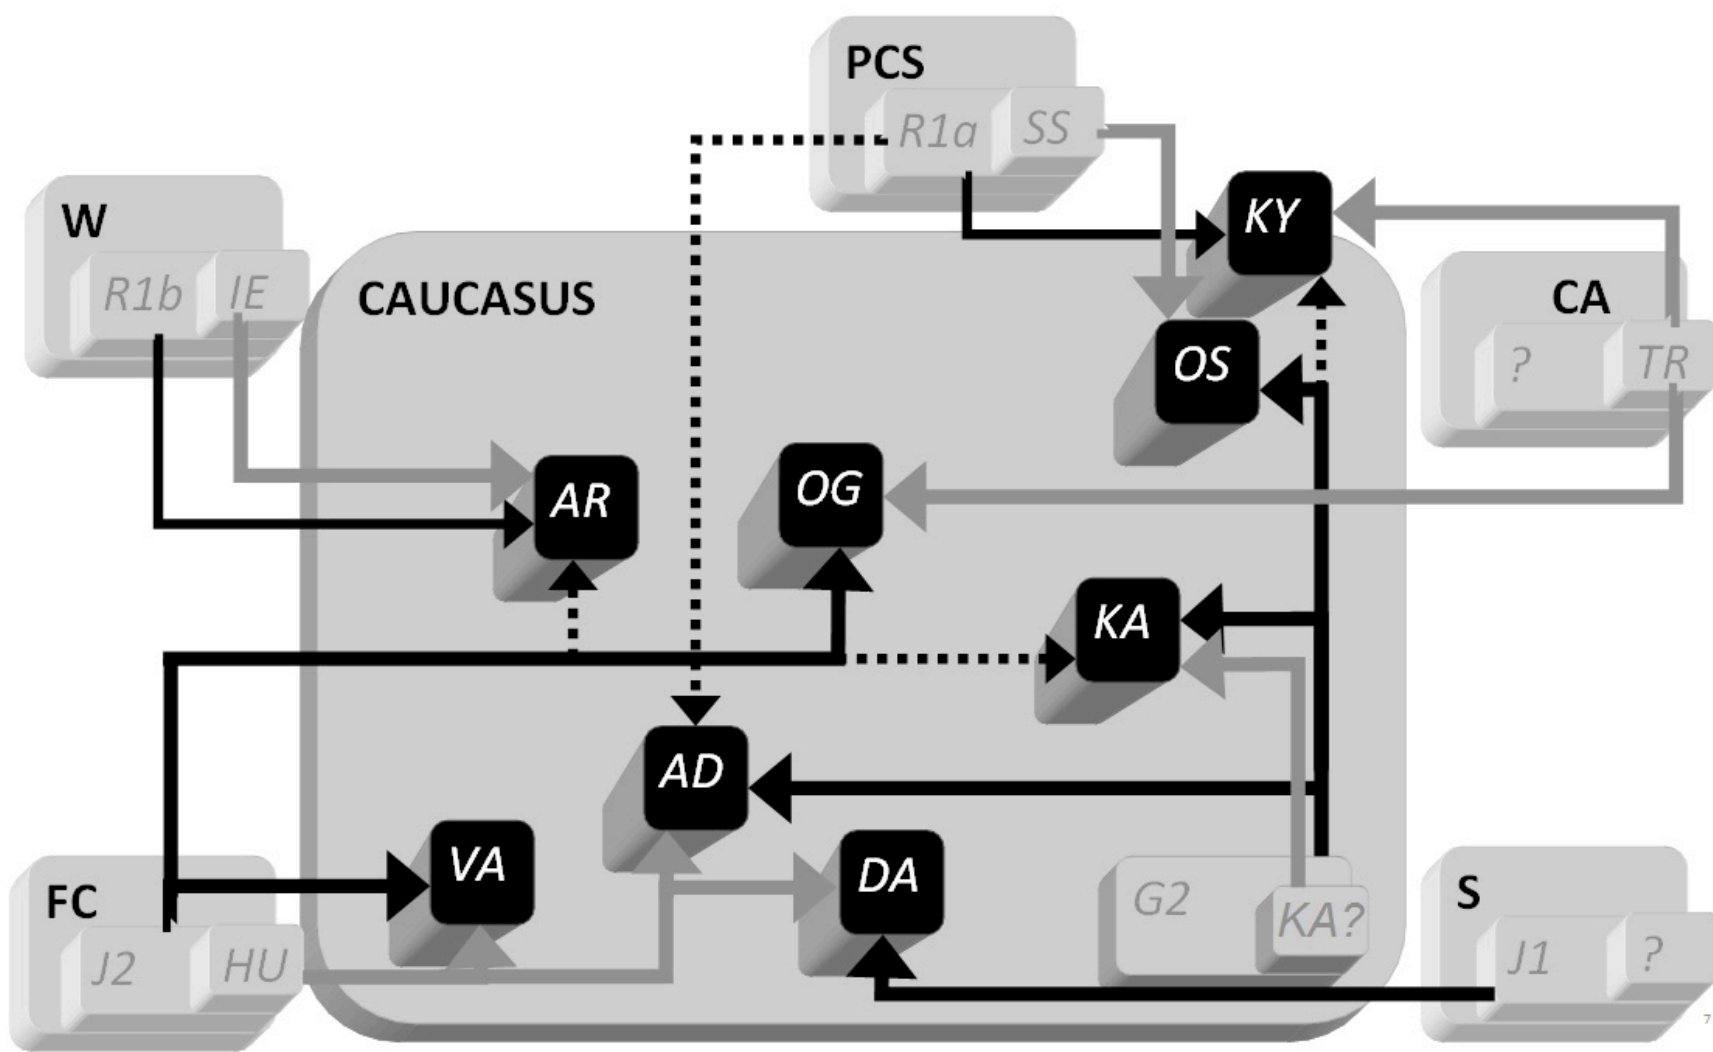 PCS
R1a SS
W
KY
R1b IE
CAUCASUS
CA
OS
? TR
AR
OG
KA
AD
VA
DA
FC
G2
KA?
S
J2 HU
J1 ?
7